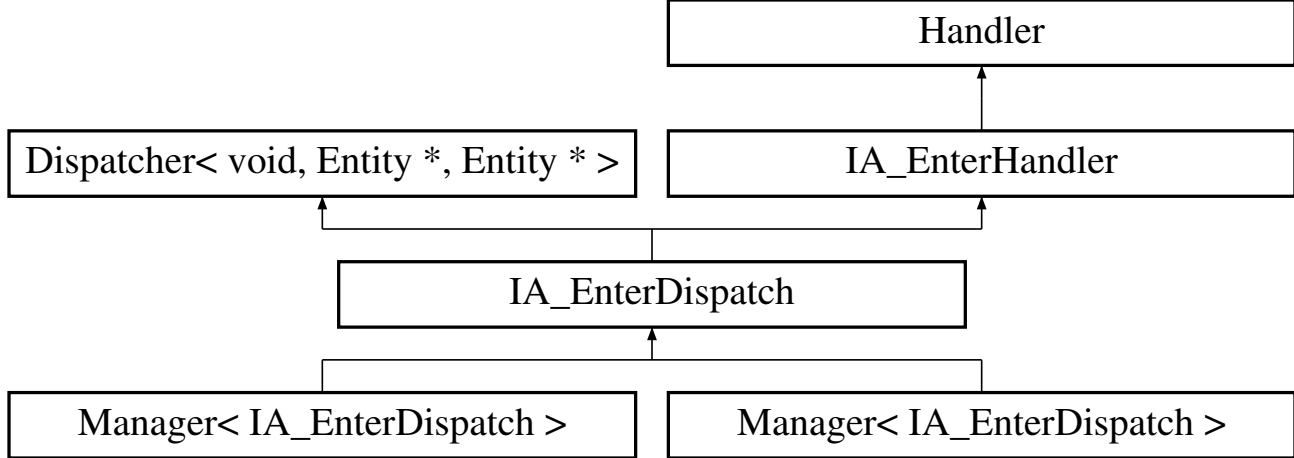 Handler
Dispatcher< void, Entity *, Entity * >
IA_EnterHandler
IA_EnterDispatch
Manager< IA_EnterDispatch >
Manager< IA_EnterDispatch >